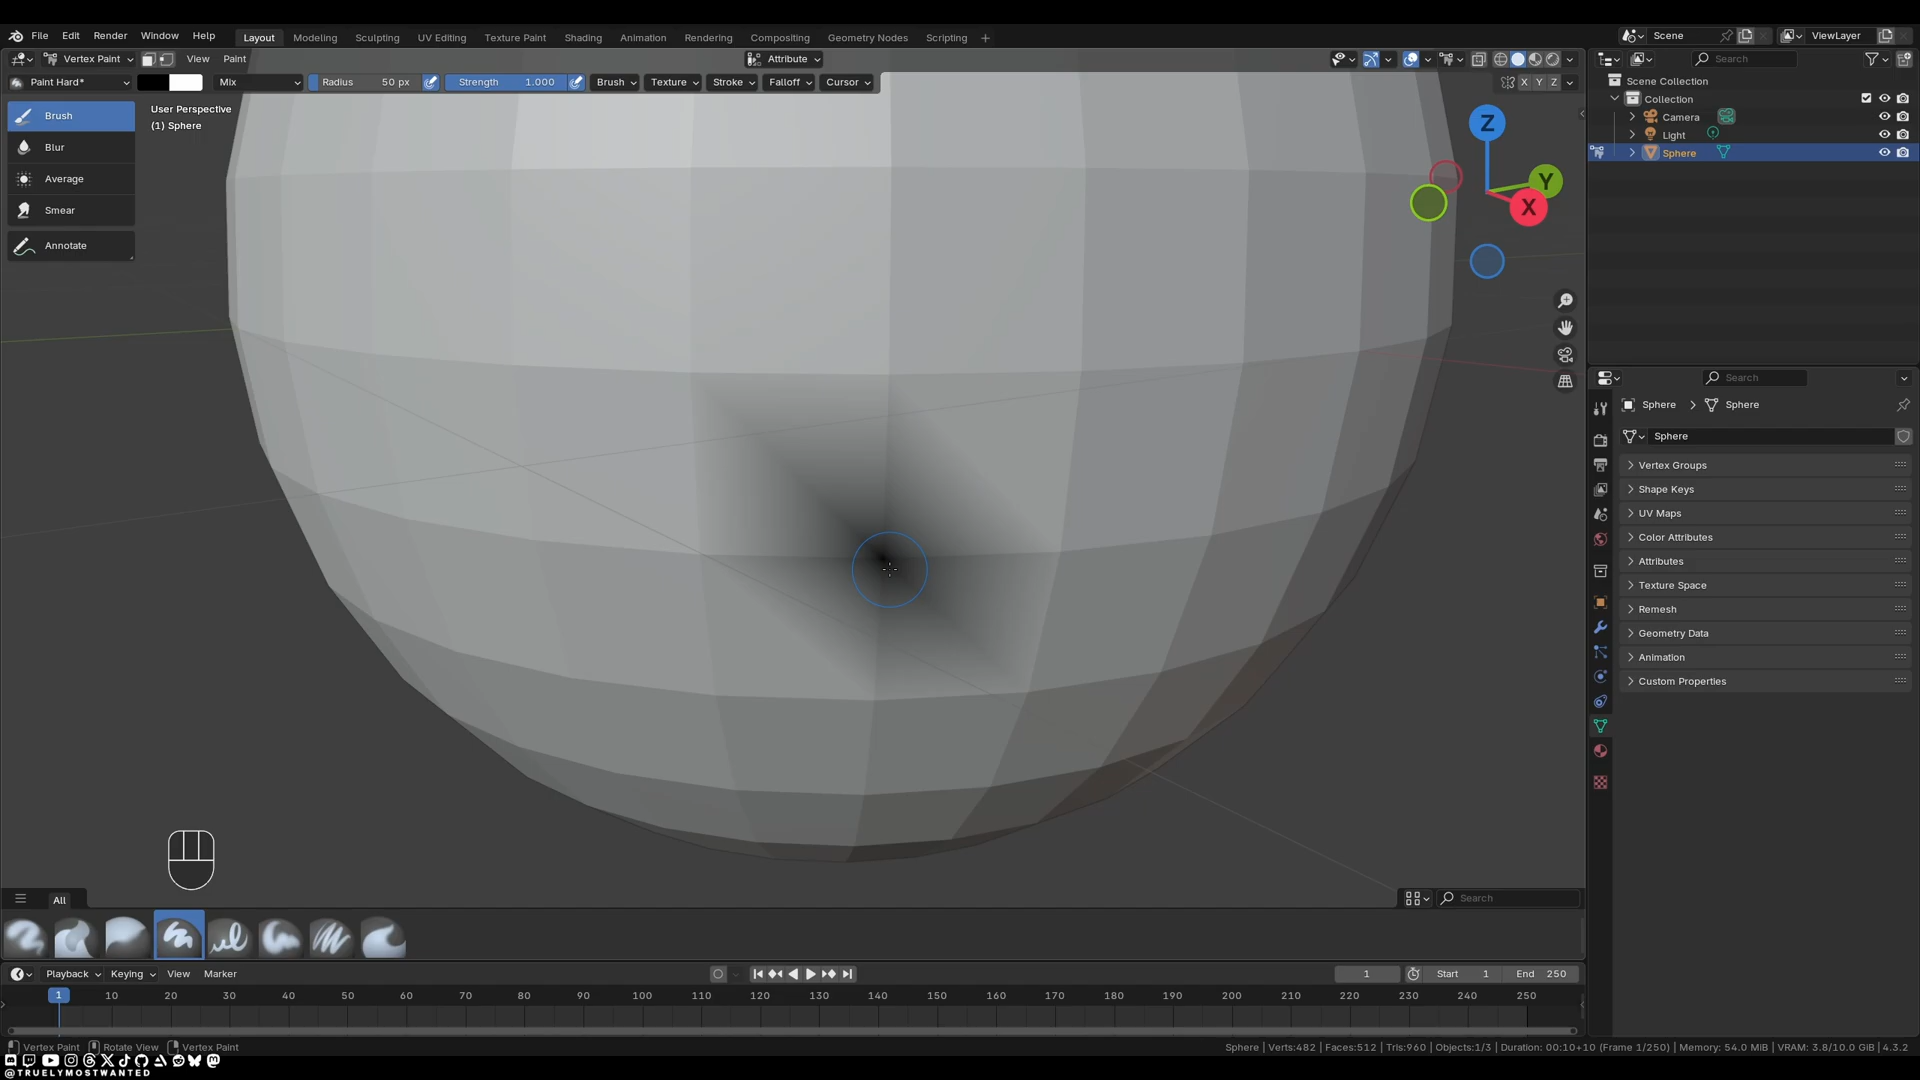 File Edit Render Window Help Layout Modeling Sculpting UV Editing Texture Paint Shading Animation Rendering Compositing Geometry Nodes Scripting + Scene ViewLayer
Vertex Paint View Paint Attribute Search
Paint Hard* Mix Radius 50 px Strength 1.000 Brush Texture Stroke Falloff Cursor X Y Z
Scene Collection
Collection
Camera
Light
Sphere
Brush
Blur
Average
Smear
Annotate
User Perspective
(1) Sphere
Z
Y
X
Search
Sphere > Sphere
Sphere
Vertex Groups
Shape Keys
UV Maps
Color Attributes
Attributes
Texture Space
Remesh
Geometry Data
Animation
Custom Properties
All
Search
Playback Keying View Marker 1 Start 1 End 250
1 10 20 30 40 50 60 70 80 90 100 110 120 130 140 150 160 170 180 190 200 210 220 230 240 250
Vertex Paint Rotate View Vertex Paint Sphere | Verts:482 | Faces:512 | Tris:960 | Objects:1/3 | Duration: 00:10+10 (Frame 1/250) | Memory: 54.0 MiB | VRAM: 3.8/10.0 GiB | 4.3.2
@TRUELYMOSTWANTED